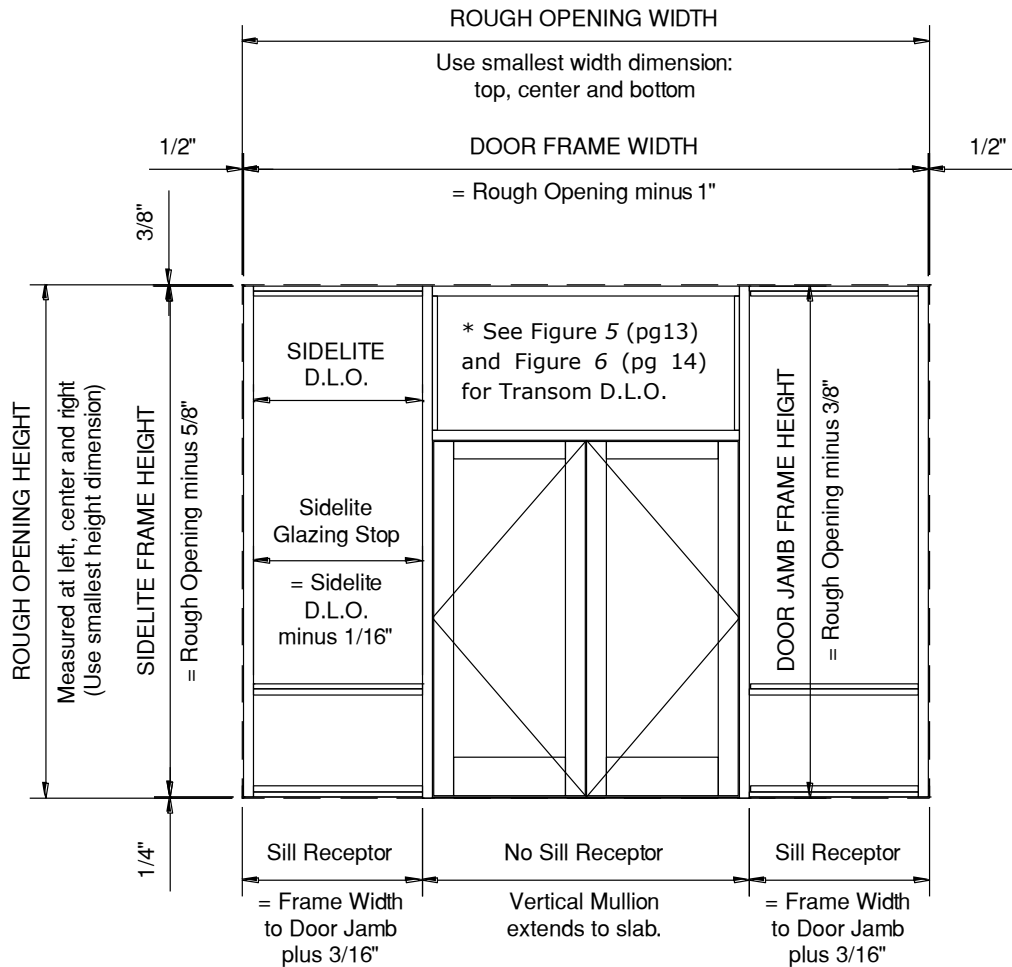 ROUGH OPENING WIDTH
Use smallest width dimension:
top, center and bottom
1/2"
DOOR FRAME WIDTH
1/2"
= Rough Opening minus 1"
3/8"
ROUGH OPENING HEIGHT
Measured at left, center and right
(Use smallest height dimension)
SIDELITE FRAME HEIGHT
= Rough Opening minus 5/8"
SIDELITE
D.L.O.
Sidelite
Glazing Stop
= Sidelite
D.L.O.
minus 1/16"
* See Figure 5 (pg13)
and Figure 6 (pg 14)
for Transom D.L.O.
DOOR JAMB FRAME HEIGHT
= Rough Opening minus 3/8"
1/4"
Sill Receptor
= Frame Width
to Door Jamb
plus 3/16"
No Sill Receptor
Vertical Mullion
extends to slab.
Sill Receptor
= Frame Width
to Door Jamb
plus 3/16"